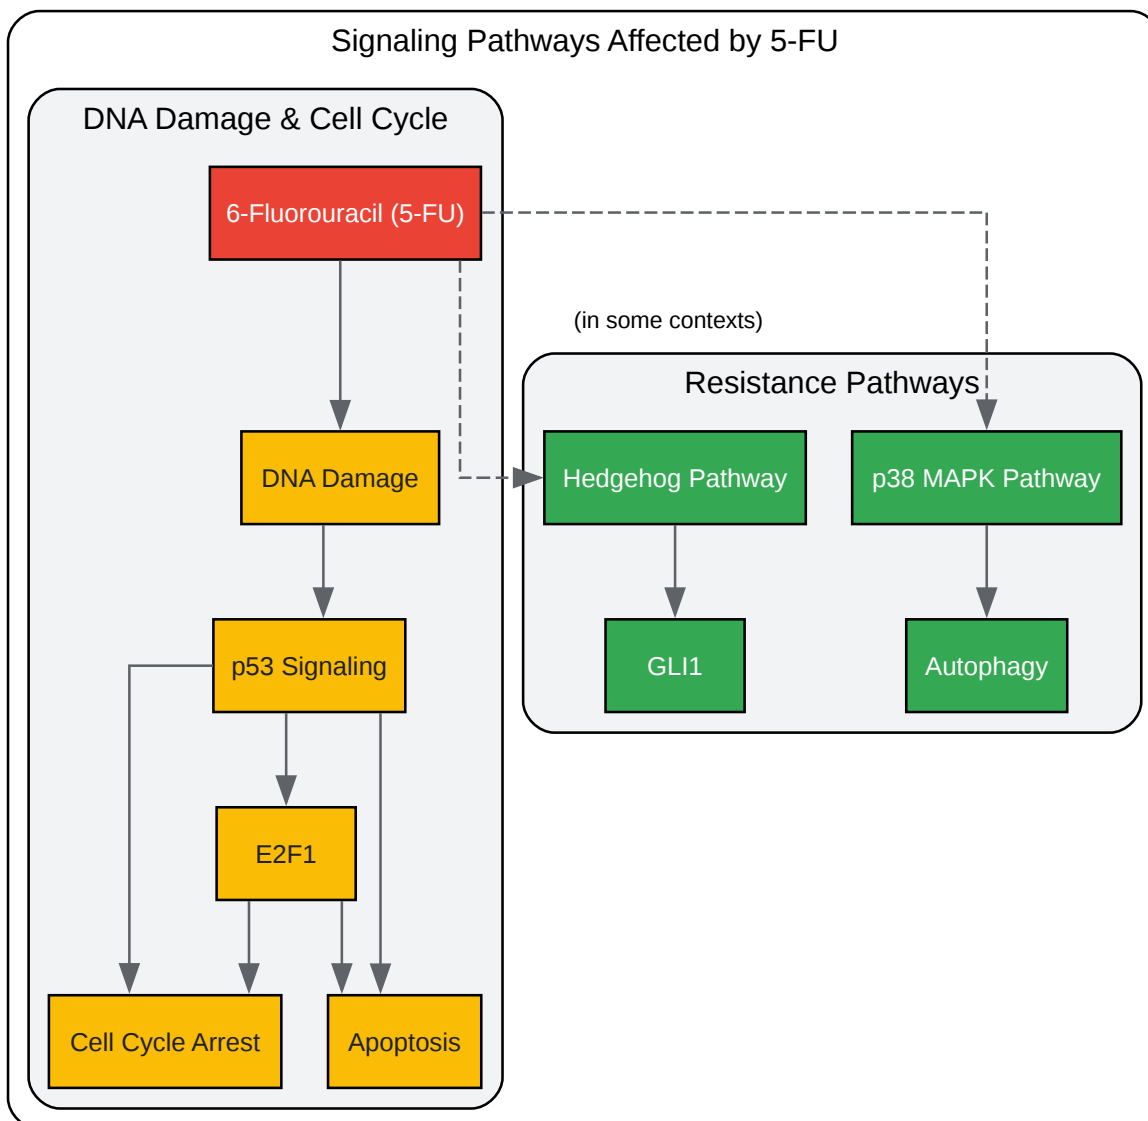 Signaling Pathways Affected by 5-FU
DNA Damage & Cell Cycle
6-Fluorouracil (5-FU)
(in some contexts)
Resistance Pathways
DNA Damage
Hedgehog Pathway
p38 MAPK Pathway
p53 Signaling
GLI1
Autophagy
E2F1
Cell Cycle Arrest
Apoptosis